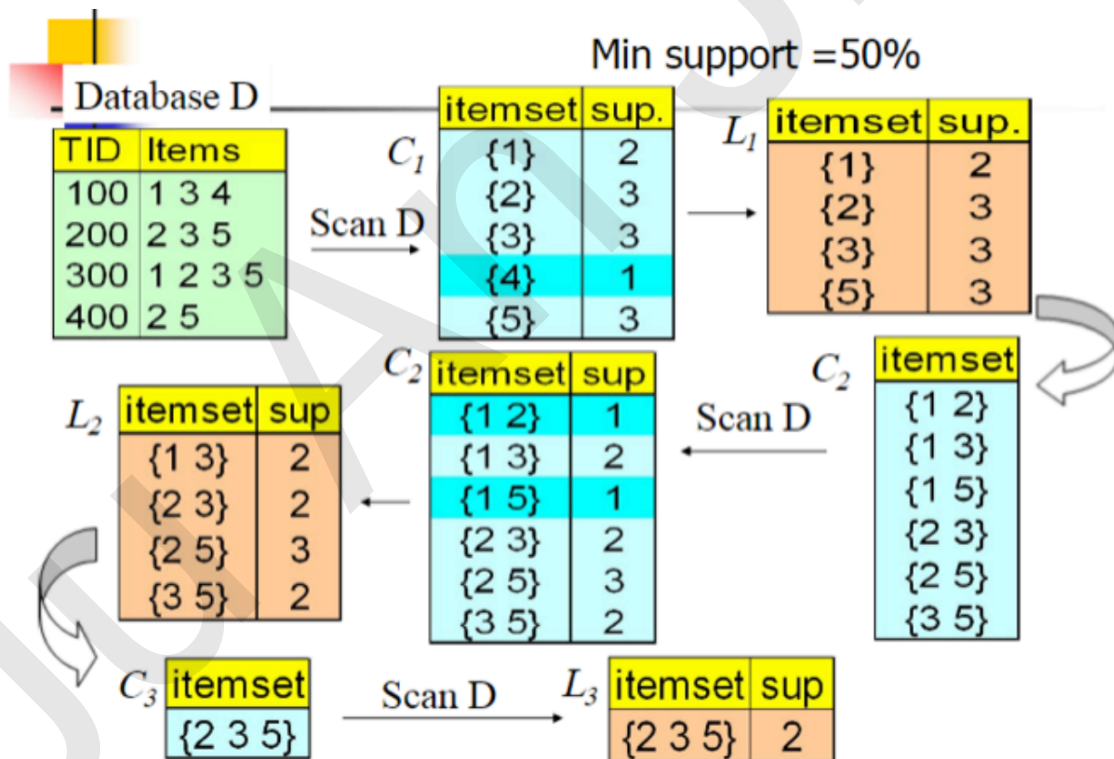 Min support =50%
Database D
TID Items
100 1 3 4
200 2 3 5
300 1 2 3 5
400 2 5
Scan D
C1
itemset sup.
{1} 2
{2} 3
{3} 3
{4} 1
{5} 3
L1
itemset sup.
{1} 2
{2} 3
{3} 3
{5} 3
C2
itemset
{1 2}
{1 3}
{1 5}
{2 3}
{2 5}
{3 5}
Scan D
C2
itemset sup
{1 2} 1
{1 3} 2
{1 5} 1
{2 3} 2
{2 5} 3
{3 5} 2
L2
itemset sup
{1 3} 2
{2 3} 2
{2 5} 3
{3 5} 2
C3
itemset
{2 3 5}
Scan D
L3
itemset sup
{2 3 5} 2